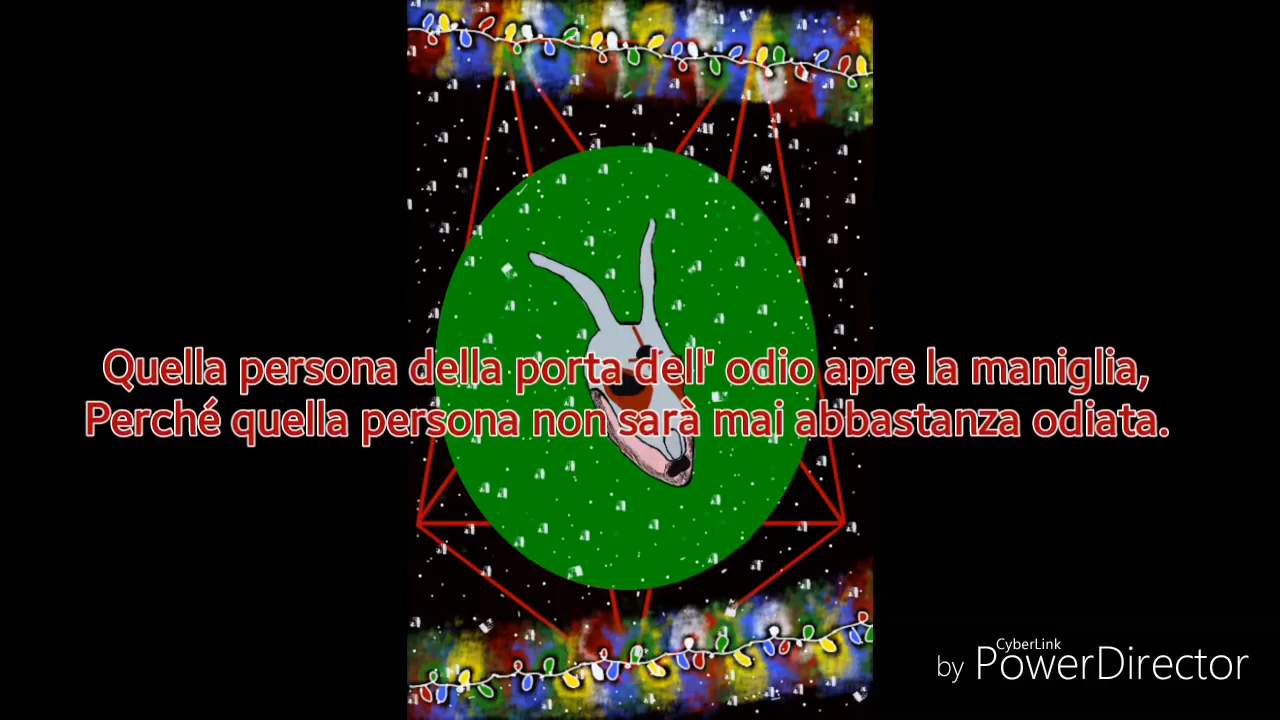 Quella persona della porta dell' odio apre la maniglia,
Perché quella persona non sarà mai abbastanza odiata.
CyberLink
by PowerDirector